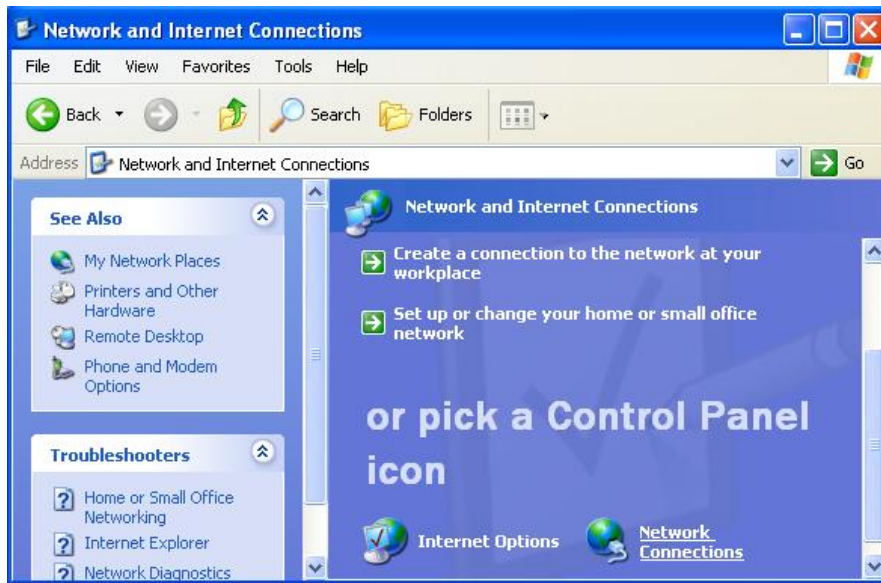 Network and Internet Connections
File Edit View Favorites Tools Help
Back Search Folders
Address Network and Internet Connections Go
See Also
My Network Places
Printers and Other
Hardware
Remote Desktop
Phone and Modem
Options
Troubleshooters
Home or Small Office
Networking
Internet Explorer
Network Diagnostics
Network and Internet Connections
Create a connection to the network at your
workplace
Set up or change your home or small office
network
or pick a Control Panel
icon
Internet Options
Network
Connections